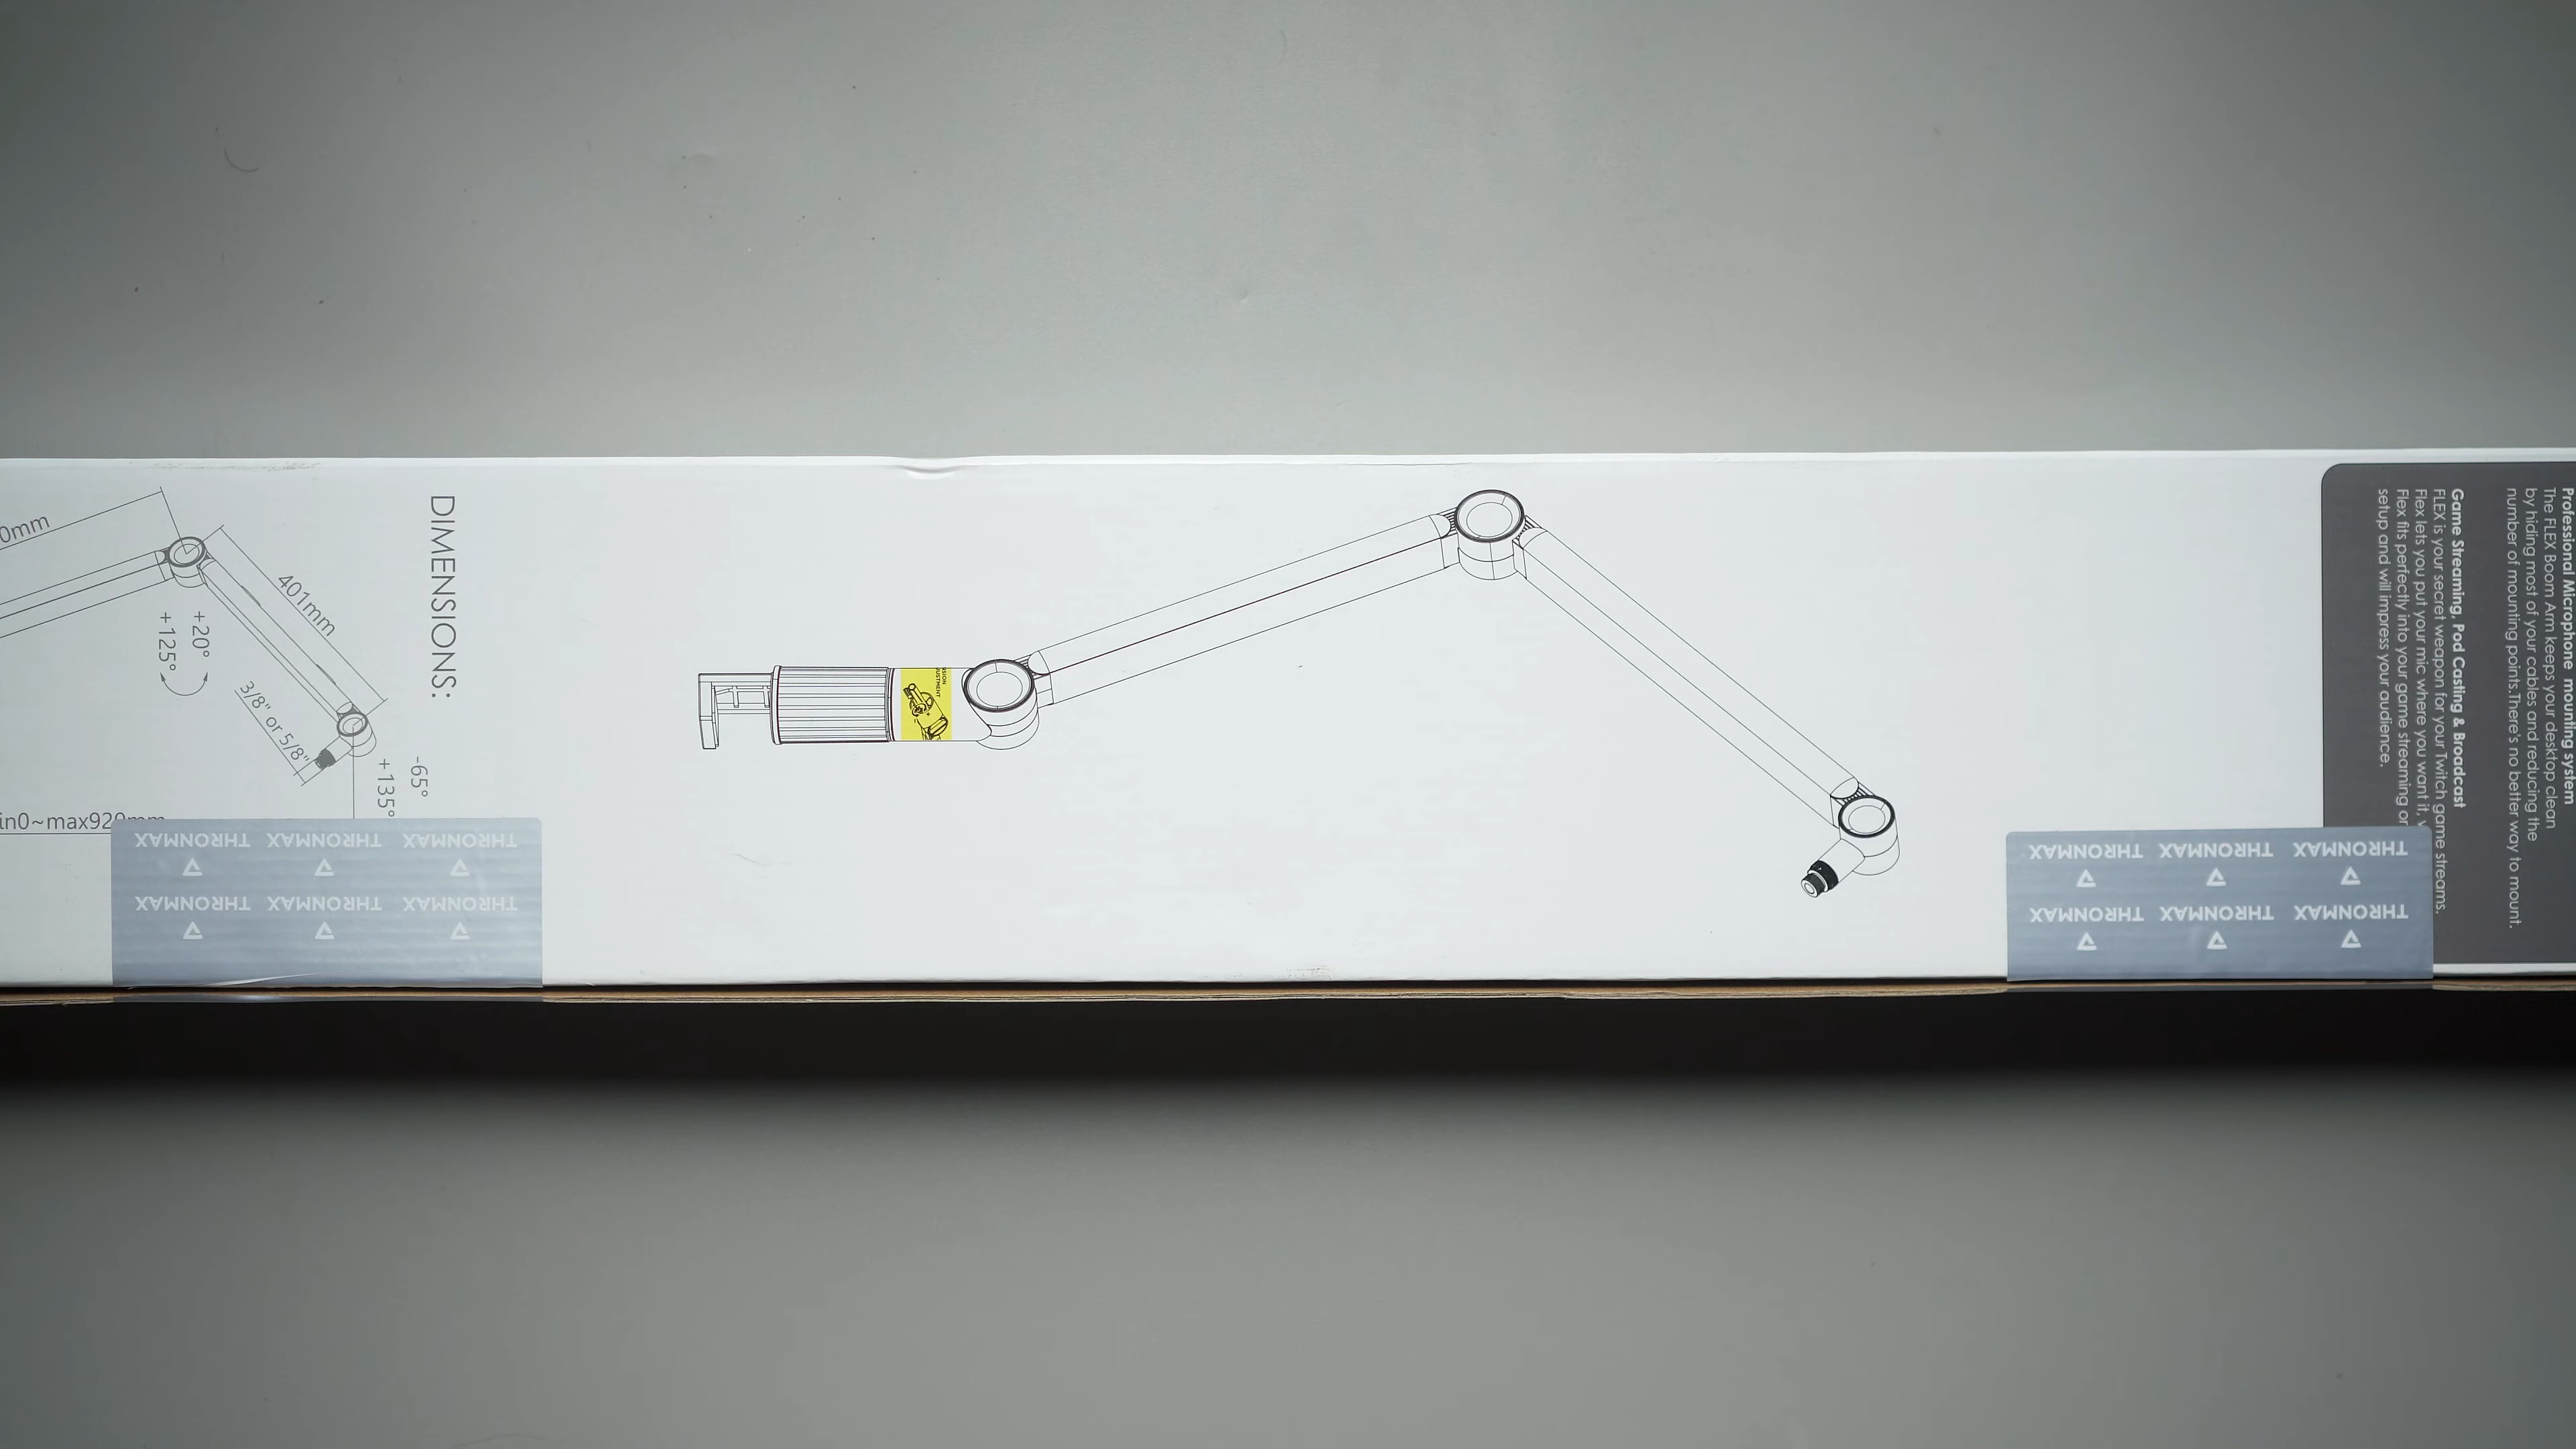 DIMENSIONS:
0mm
401mm
+20°
+125°
3/8" or 5/8"
-65°
+135°
in0~max920mm
THRONMAX THRONMAX THRONMAX
THRONMAX THRONMAX THRONMAX
Professional Microphone mounting system
The FLEX Boom Arm keeps your desktop clean
by hiding most of your cables and reducing the
number of mounting points.There's no better way to mount.
Game Streaming, Pod Casting & Broadcast
FLEX is your secret weapon for your Twitch game streams.
Flex lets you put your mic where you want it,
Flex fits perfectly into your game streaming or
setup and will impress your audience.
THRONMAX THRONMAX THRONMAX
THRONMAX THRONMAX THRONMAX